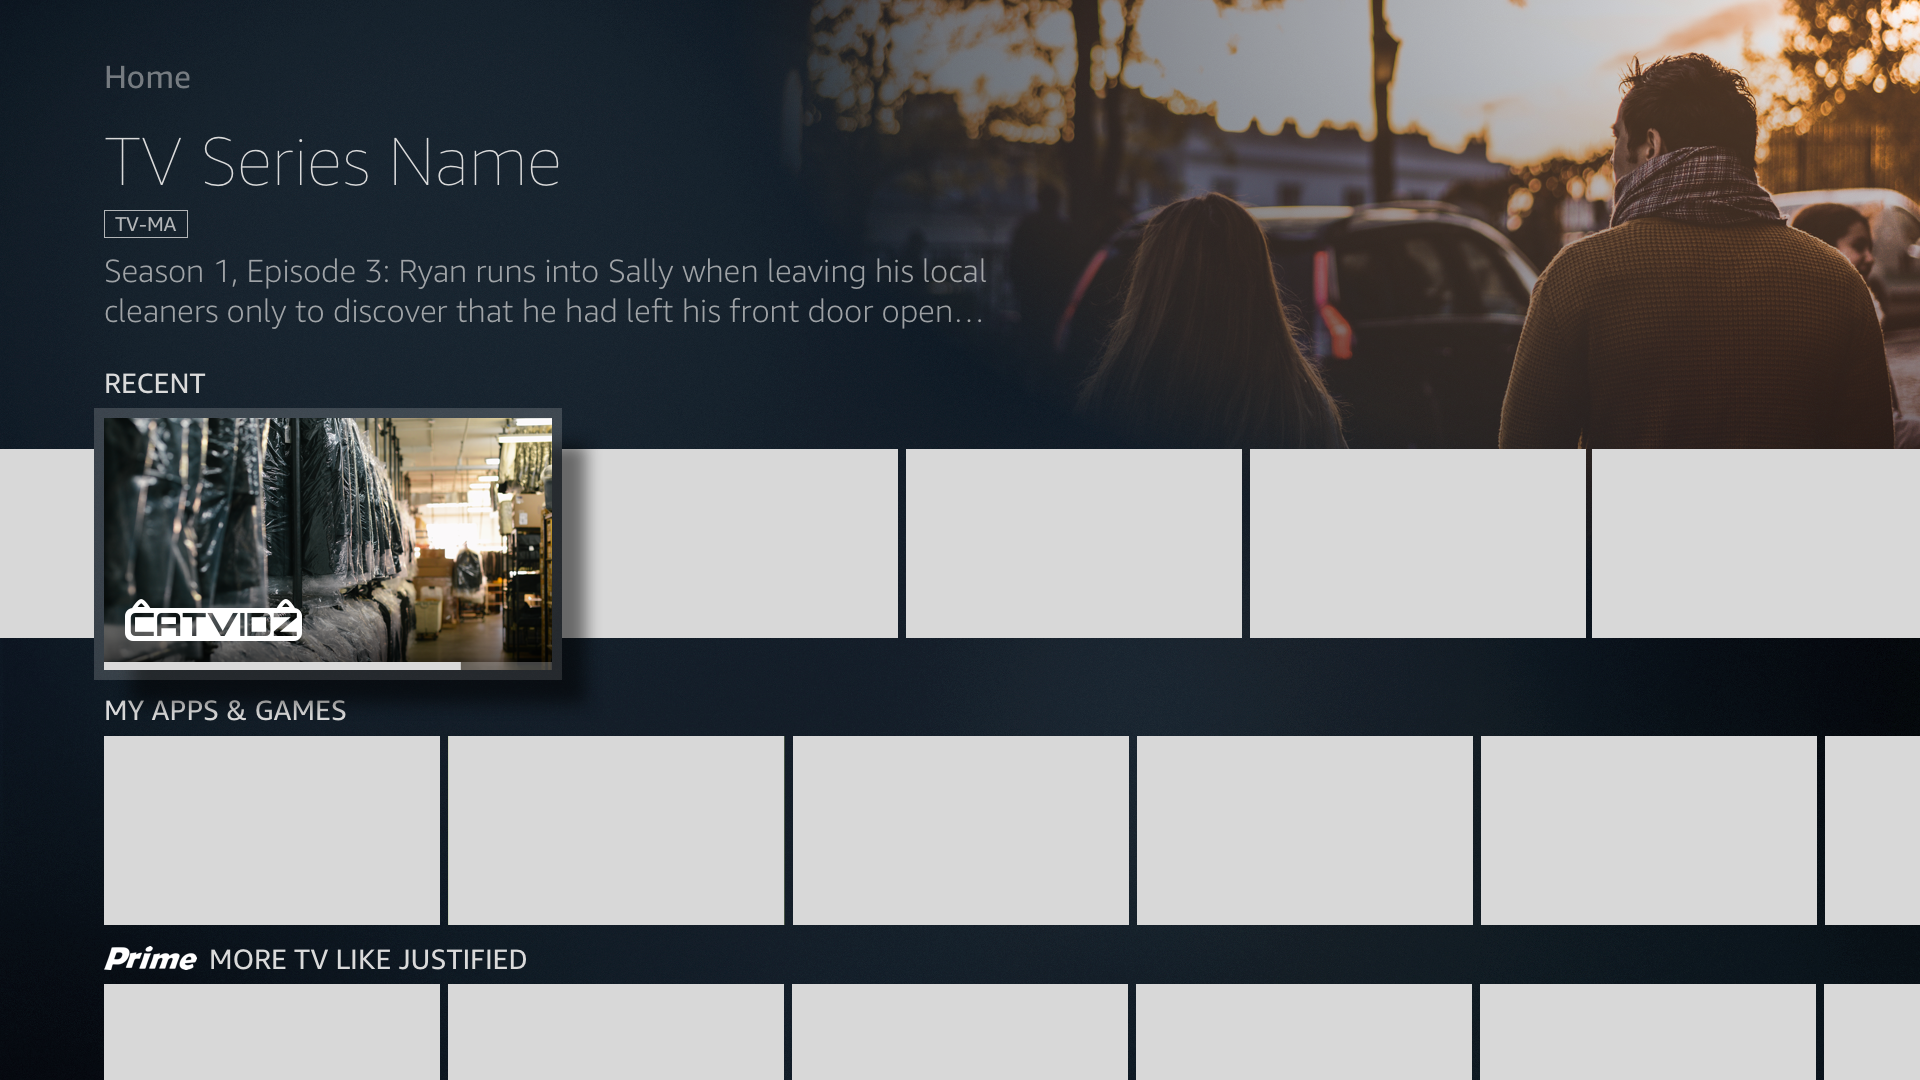 Home
TV Series Name
TV-MA
Season 1, Episode 3: Ryan runs into Sally when leaving his local
cleaners only to discover that he had left his front door open…
RECENT
CATVIDZ
MY APPS & GAMES
Prime MORE TV LIKE JUSTIFIED